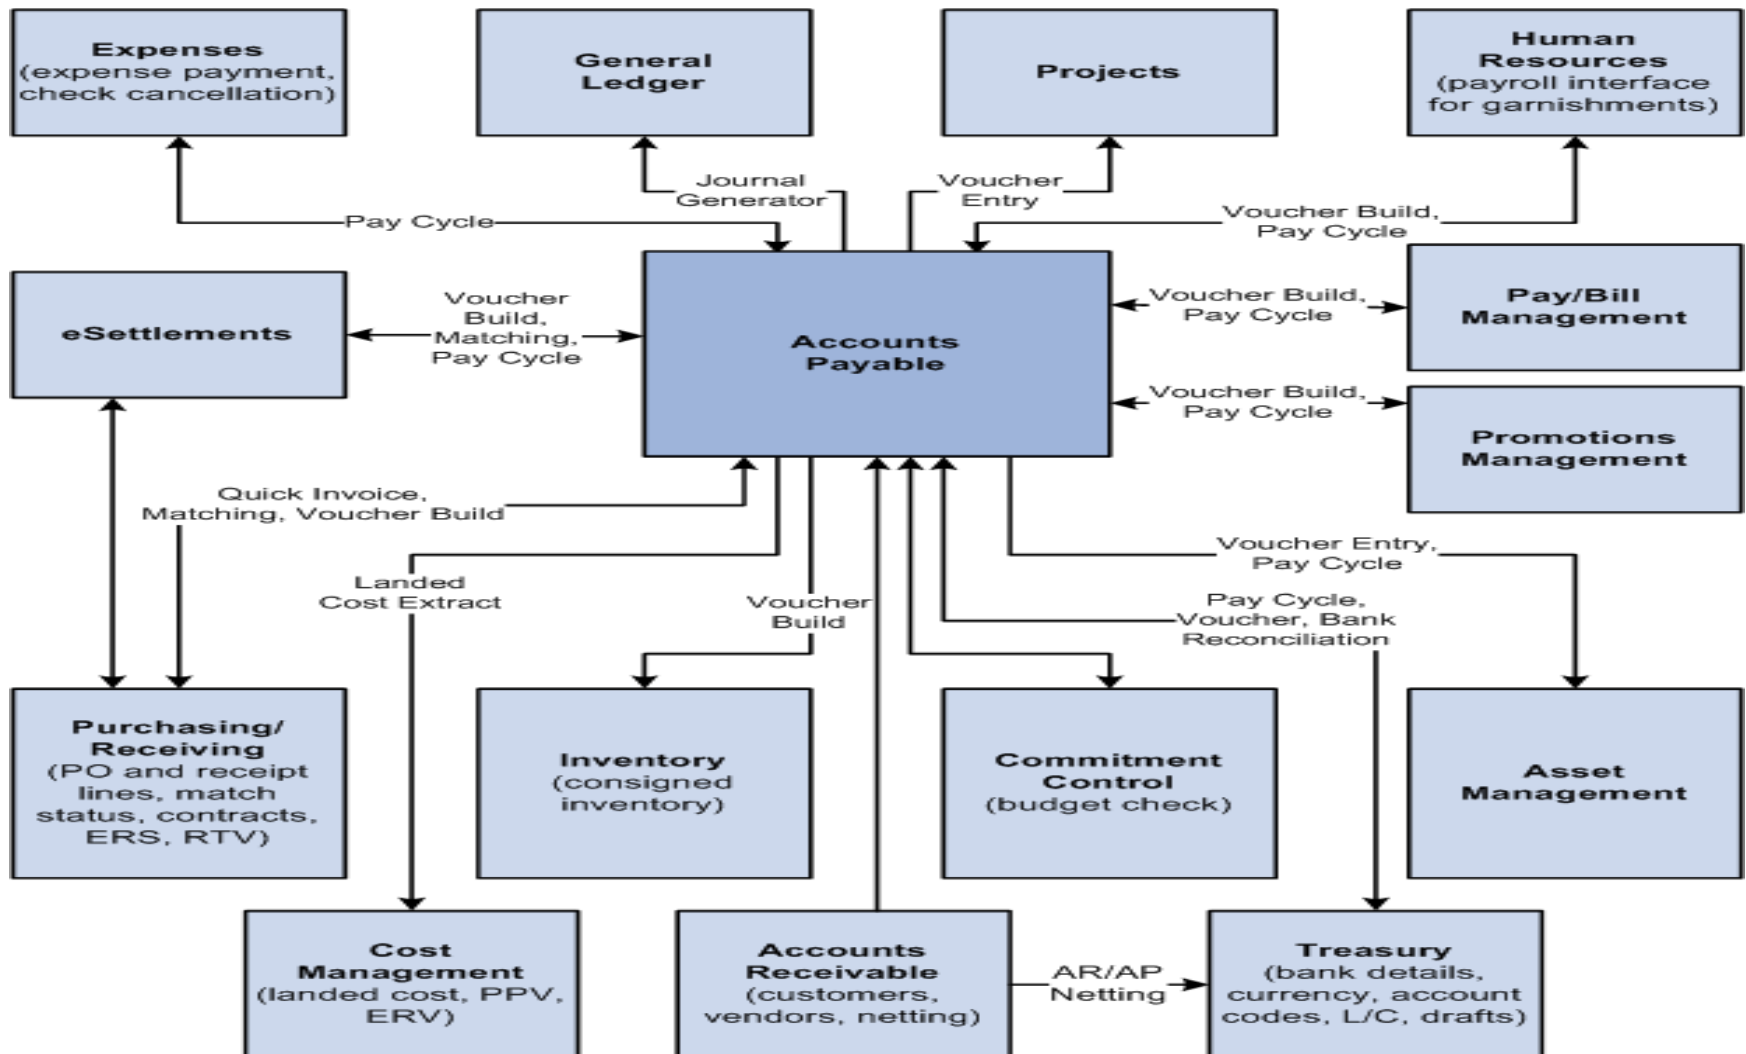 Expenses
(expense payment,
check cancellation)
General
Ledger
Projects
Human
Resources
(payroll interface
for garnishments)
Journal
Generator
Voucher
Entry
Pay Cycle
Voucher Build,
Pay Cycle
eSettlements
Voucher
Build,
Matching,
Pay Cycle
Accounts
Payable
Voucher Build,
Pay Cycle
Pay/Bill
Management
Voucher Build,
Pay Cycle
Promotions
Management
Quick Invoice,
Matching, Voucher Build
Landed
Cost Extract
Voucher
Build
Voucher Entry,
Pay Cycle
Pay Cycle,
Voucher, Bank
Reconciliation
Purchasing/
Receiving
(PO and receipt
lines, match
status, contracts,
ERS, RTV)
Inventory
(consigned
inventory)
Commitment
Control
(budget check)
Asset
Management
Cost
Management
(landed cost, PPV,
ERV)
Accounts
Receivable
(customers,
vendors, netting)
AR/AP
Netting
Treasury
(bank details,
currency, account
codes, L/C, drafts)